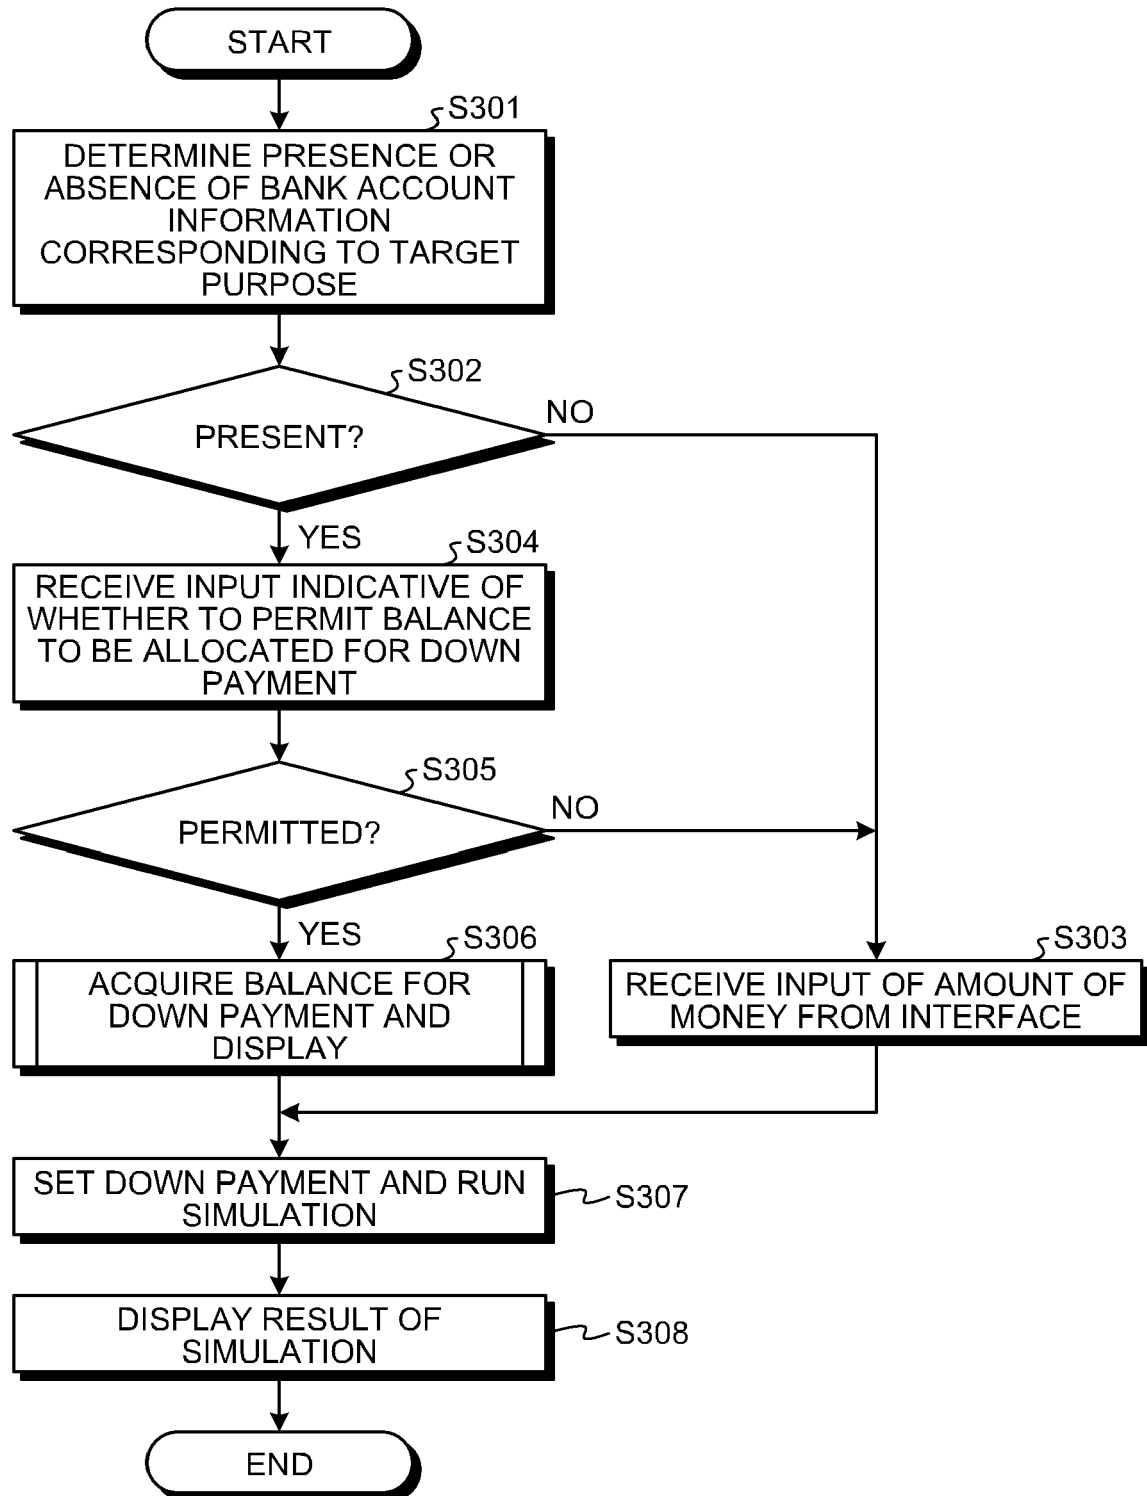 START
S301
DETERMINE PRESENCE OR
ABSENCE OF BANK ACCOUNT
INFORMATION
CORRESPONDING TO TARGET
PURPOSE
S302
PRESENT?
NO
YES
S304
RECEIVE INPUT INDICATIVE OF
WHETHER TO PERMIT BALANCE
TO BE ALLOCATED FOR DOWN
PAYMENT
S305
PERMITTED?
NO
YES
S306
ACQUIRE BALANCE FOR
DOWN PAYMENT AND
DISPLAY
S303
RECEIVE INPUT OF AMOUNT OF
MONEY FROM INTERFACE
SET DOWN PAYMENT AND RUN
SIMULATION
S307
DISPLAY RESULT OF
SIMULATION
S308
END